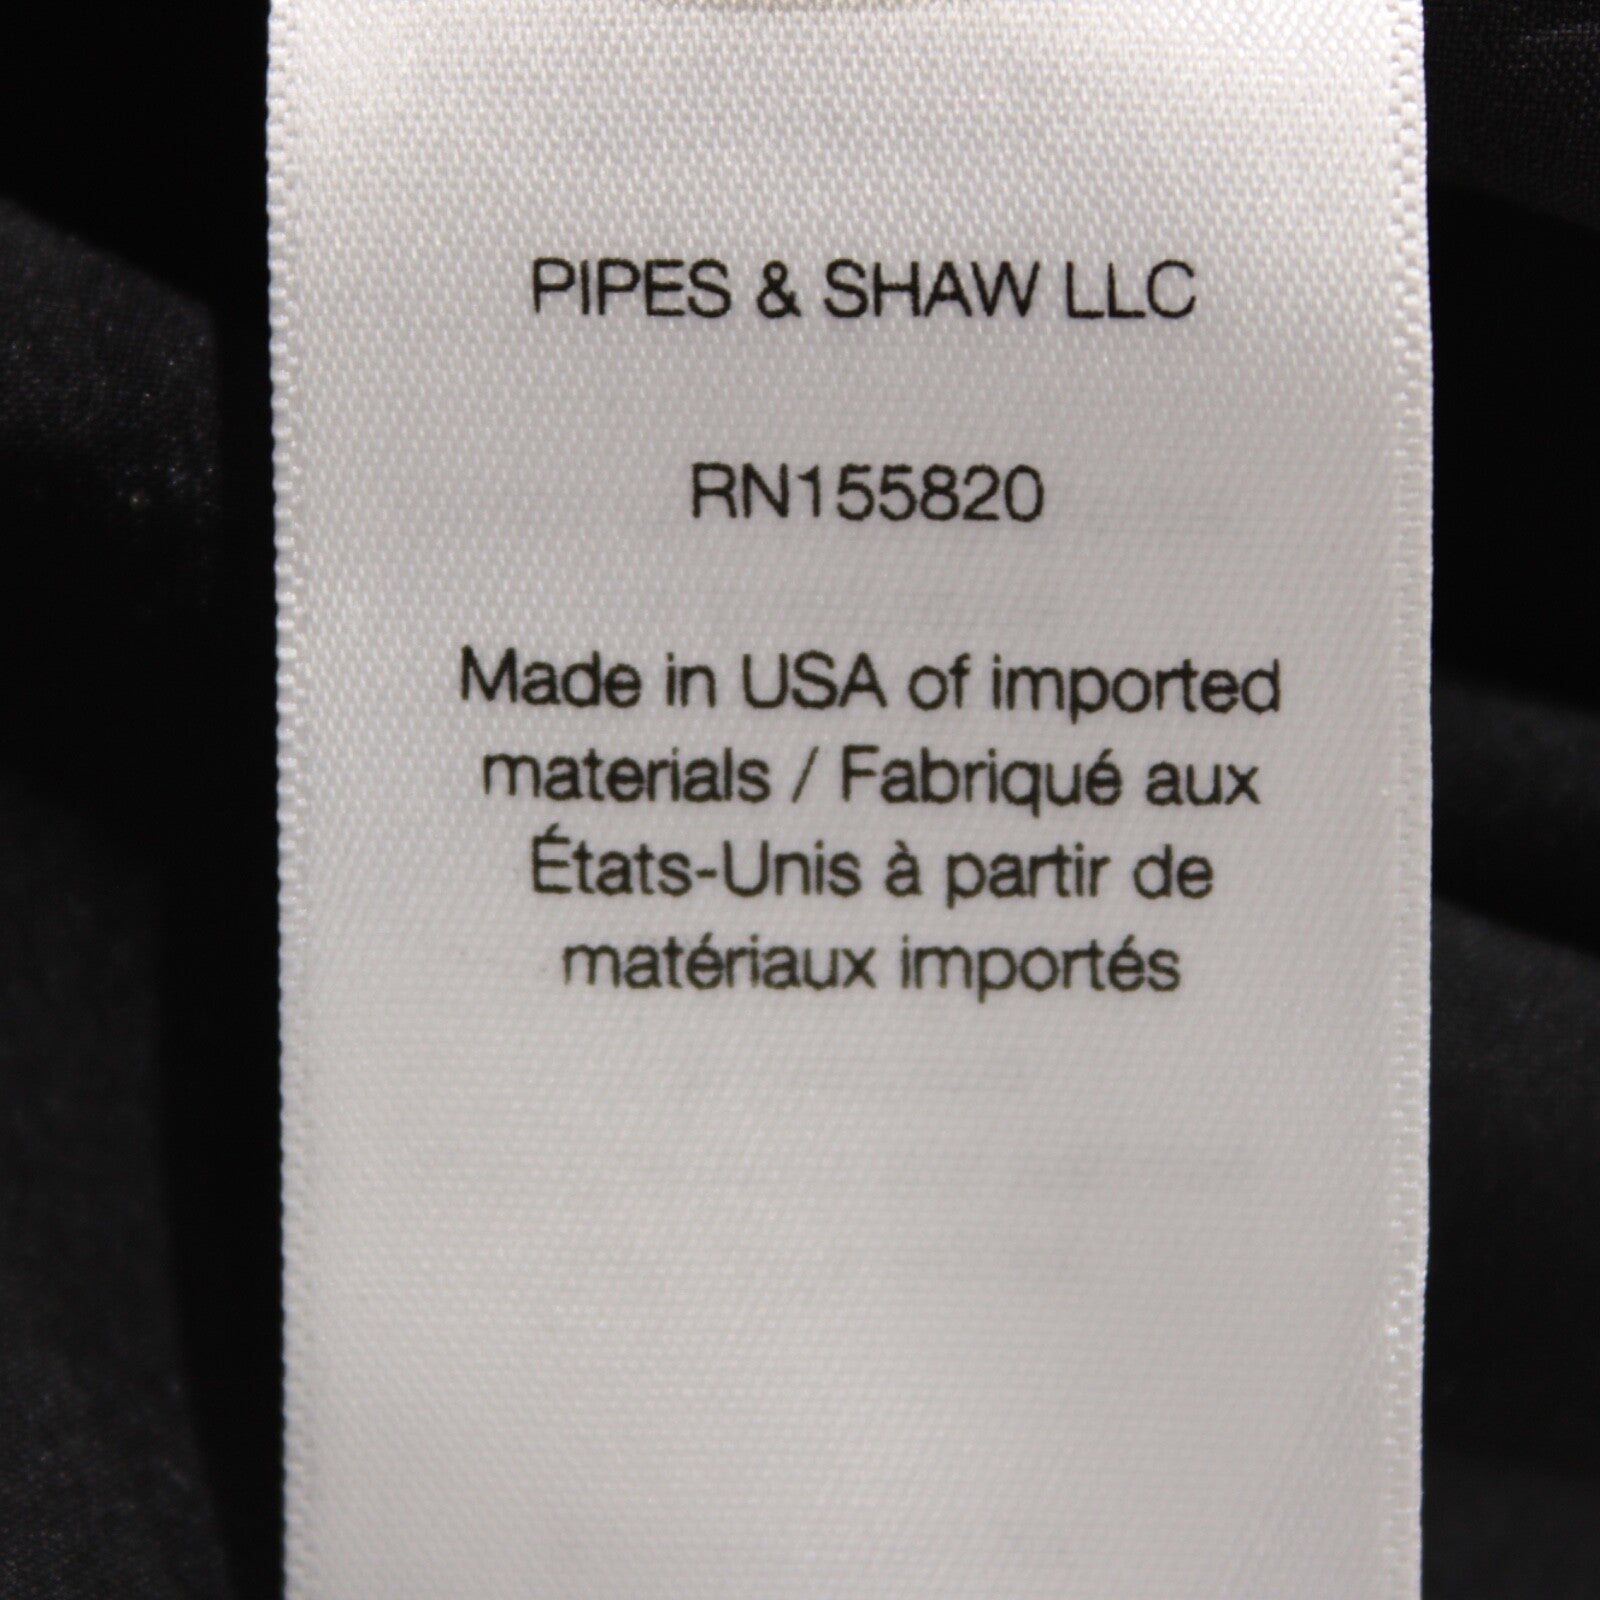 PIPES & SHAW LLC
RN155820
Made in USA of imported
materials / Fabriqué aux
États-Unis à partir de
matériaux importés